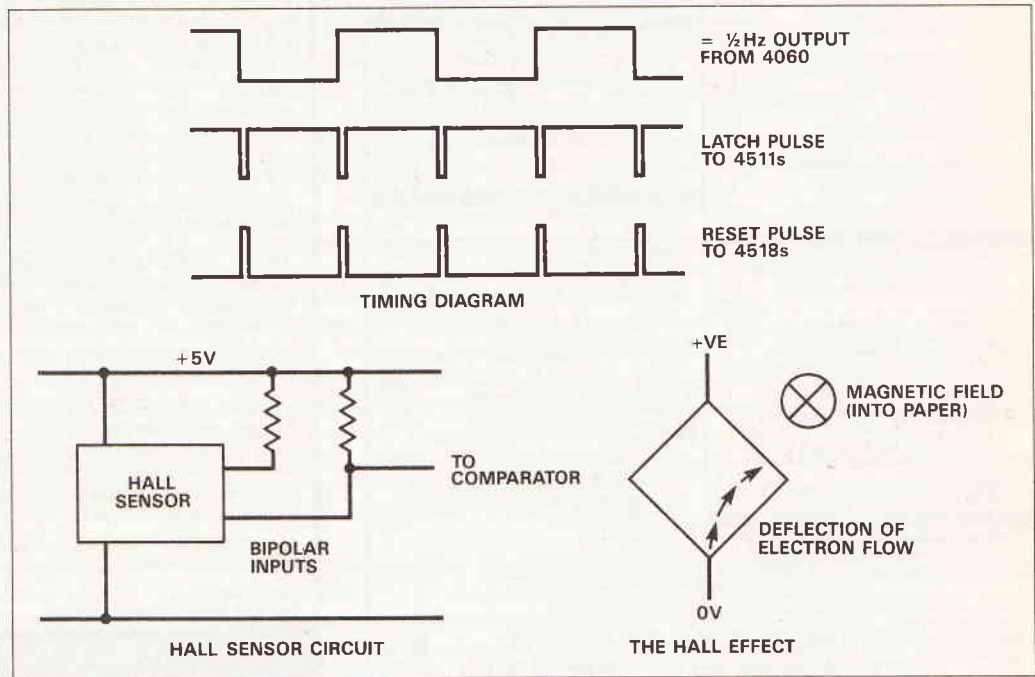 = ½Hz OUTPUT
FROM 4060
LATCH PULSE
TO 4511s
RESET PULSE
TO 4518s
TIMING DIAGRAM
+5V
HALL
SENSOR
TO
COMPARATOR
BIPOLAR
INPUTS
HALL SENSOR CIRCUIT
+VE
MAGNETIC FIELD
(INTO PAPER)
DEFLECTION OF
ELECTRON FLOW
0V
THE HALL EFFECT